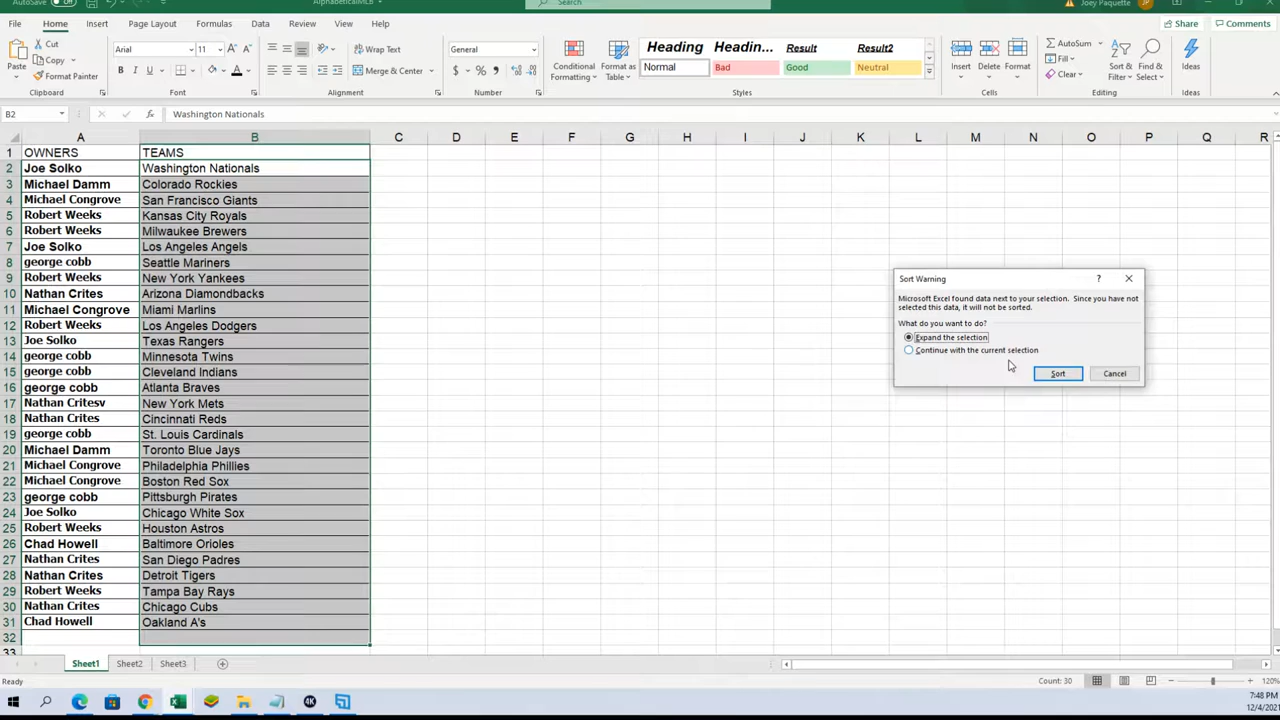 AutoSave Off AlphabeticalMLB Search Joey Paquette JP
File Home Insert Page Layout Formulas Data Review View Help Share Comments
Paste
Cut
Copy
Format Painter
Clipboard
Arial 11
B I U
Font
Wrap Text
Merge & Center
Alignment
General
$ % ,
Number
Conditional Formatting
Format as Table
Heading Headin... Result Result2
Normal Bad Good Neutral
Styles
Insert Delete Format
Cells
AutoSum
Fill
Clear
Sort & Filter
Find & Select
Editing
Ideas
Ideas
B2 fx Washington Nationals
A B C D E F G H I J K L M N O P Q R
1 OWNERS TEAMS
2 Joe Solko Washington Nationals
3 Michael Damm Colorado Rockies
4 Michael Congrove San Francisco Giants
5 Robert Weeks Kansas City Royals
6 Robert Weeks Milwaukee Brewers
7 Joe Solko Los Angeles Angels
8 george cobb Seattle Mariners
9 Robert Weeks New York Yankees
10 Nathan Crites Arizona Diamondbacks
11 Michael Congrove Miami Marlins
12 Robert Weeks Los Angeles Dodgers
13 Joe Solko Texas Rangers
14 george cobb Minnesota Twins
15 george cobb Cleveland Indians
16 george cobb Atlanta Braves
17 Nathan Critesv New York Mets
18 Nathan Crites Cincinnati Reds
19 george cobb St. Louis Cardinals
20 Michael Damm Toronto Blue Jays
21 Michael Congrove Philadelphia Phillies
22 Michael Congrove Boston Red Sox
23 george cobb Pittsburgh Pirates
24 Joe Solko Chicago White Sox
25 Robert Weeks Houston Astros
26 Chad Howell Baltimore Orioles
27 Nathan Crites San Diego Padres
28 Nathan Crites Detroit Tigers
29 Robert Weeks Tampa Bay Rays
30 Nathan Crites Chicago Cubs
31 Chad Howell Oakland A's
32
33
Sort Warning ?
Microsoft Excel found data next to your selection. Since you have not
selected this data, it will not be sorted.
What do you want to do?
Expand the selection
Continue with the current selection
Sort Cancel
Sheet1 Sheet2 Sheet3
Ready Count: 30 120%
4K
7:48 PM
12/4/2021